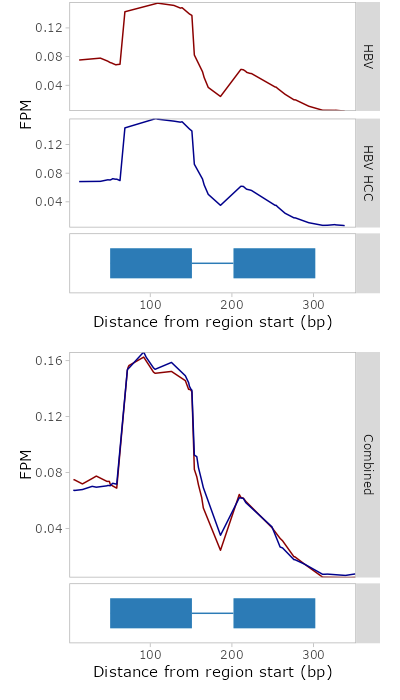 0.12
0.08
0.04
HBV
FPM
0.12
0.08
0.04
HBV HCC
100 200 300
Distance from region start (bp)
0.16
0.12
0.08
0.04
FPM
Combined
100 200 300
Distance from region start (bp)